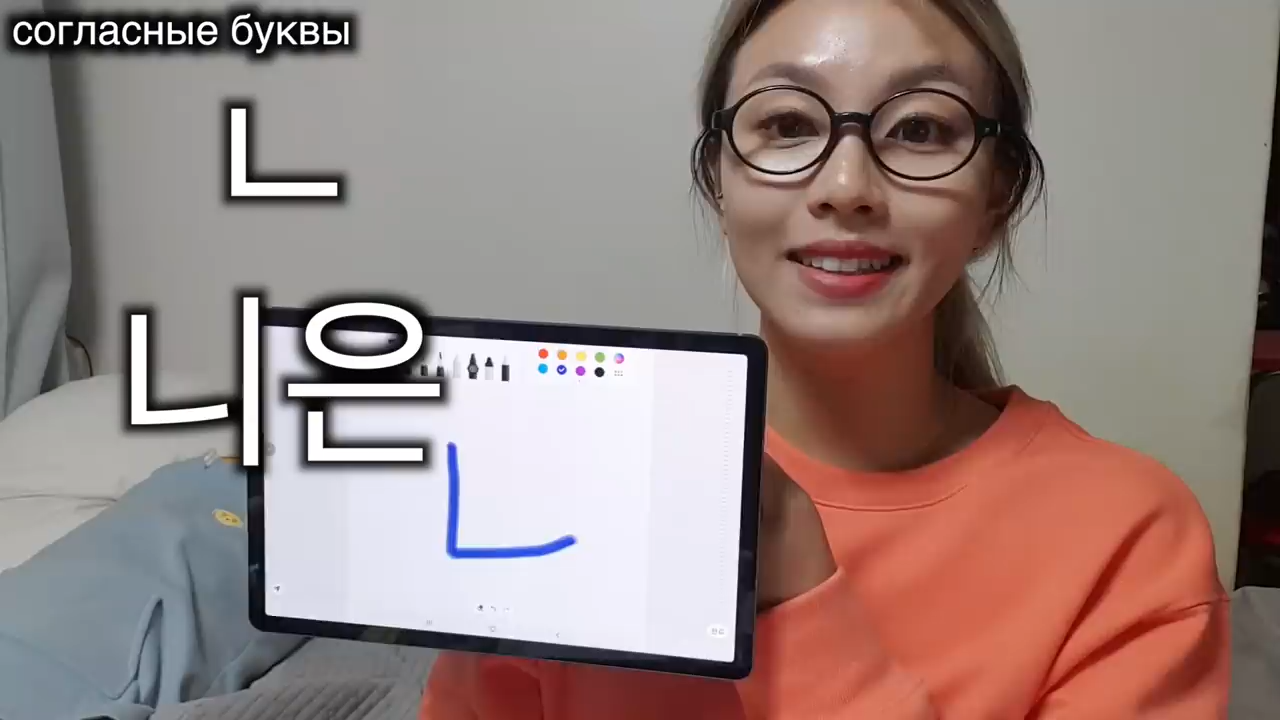 согласные буквы
ㄴ
니은
ㄴ